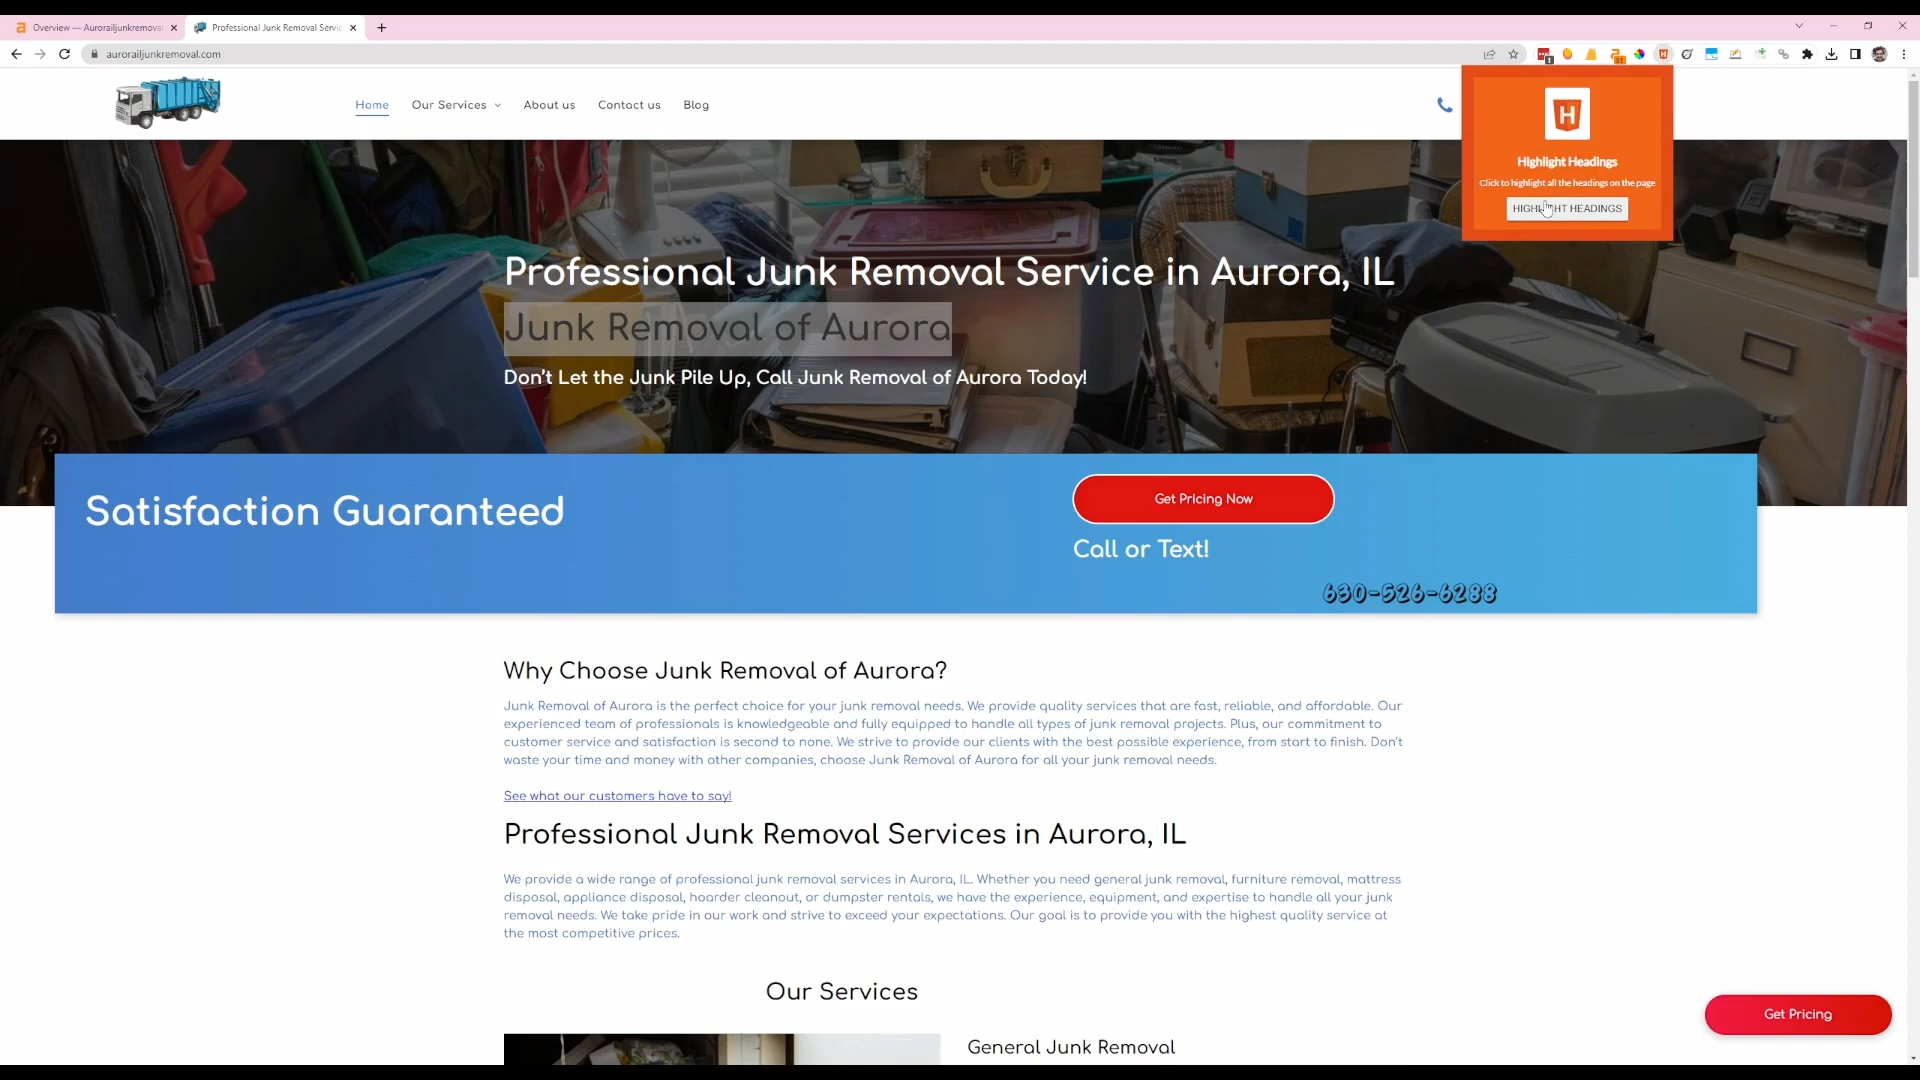 Overview — Aurorailjunkremoval
Professional Junk Removal Servic
aurorailjunkremoval.com
1
31
Home
Our Services
About us
Contact us
Blog
H
Highlight Headings
Click to highlight all the headings on the page
HIGHLIGHT HEADINGS
Professional Junk Removal Service in Aurora, IL
Junk Removal of Aurora
Don't Let the Junk Pile Up, Call Junk Removal of Aurora Today!
Satisfaction Guaranteed
Get Pricing Now
Call or Text!
630-526-6288
Why Choose Junk Removal of Aurora?
Junk Removal of Aurora is the perfect choice for your junk removal needs. We provide quality services that are fast, reliable, and affordable. Our
experienced team of professionals is knowledgeable and fully equipped to handle all types of junk removal projects. Plus, our commitment to
customer service and satisfaction is second to none. We strive to provide our clients with the best possible experience, from start to finish. Don't
waste your time and money with other companies, choose Junk Removal of Aurora for all your junk removal needs.
See what our customers have to say!
Professional Junk Removal Services in Aurora, IL
We provide a wide range of professional junk removal services in Aurora, IL. Whether you need general junk removal, furniture removal, mattress
disposal, appliance disposal, hoarder cleanout, or dumpster rentals, we have the experience, equipment, and expertise to handle all your junk
removal needs. We take pride in our work and strive to exceed your expectations. Our goal is to provide you with the highest quality service at
the most competitive prices.
Our Services
General Junk Removal
Get Pricing